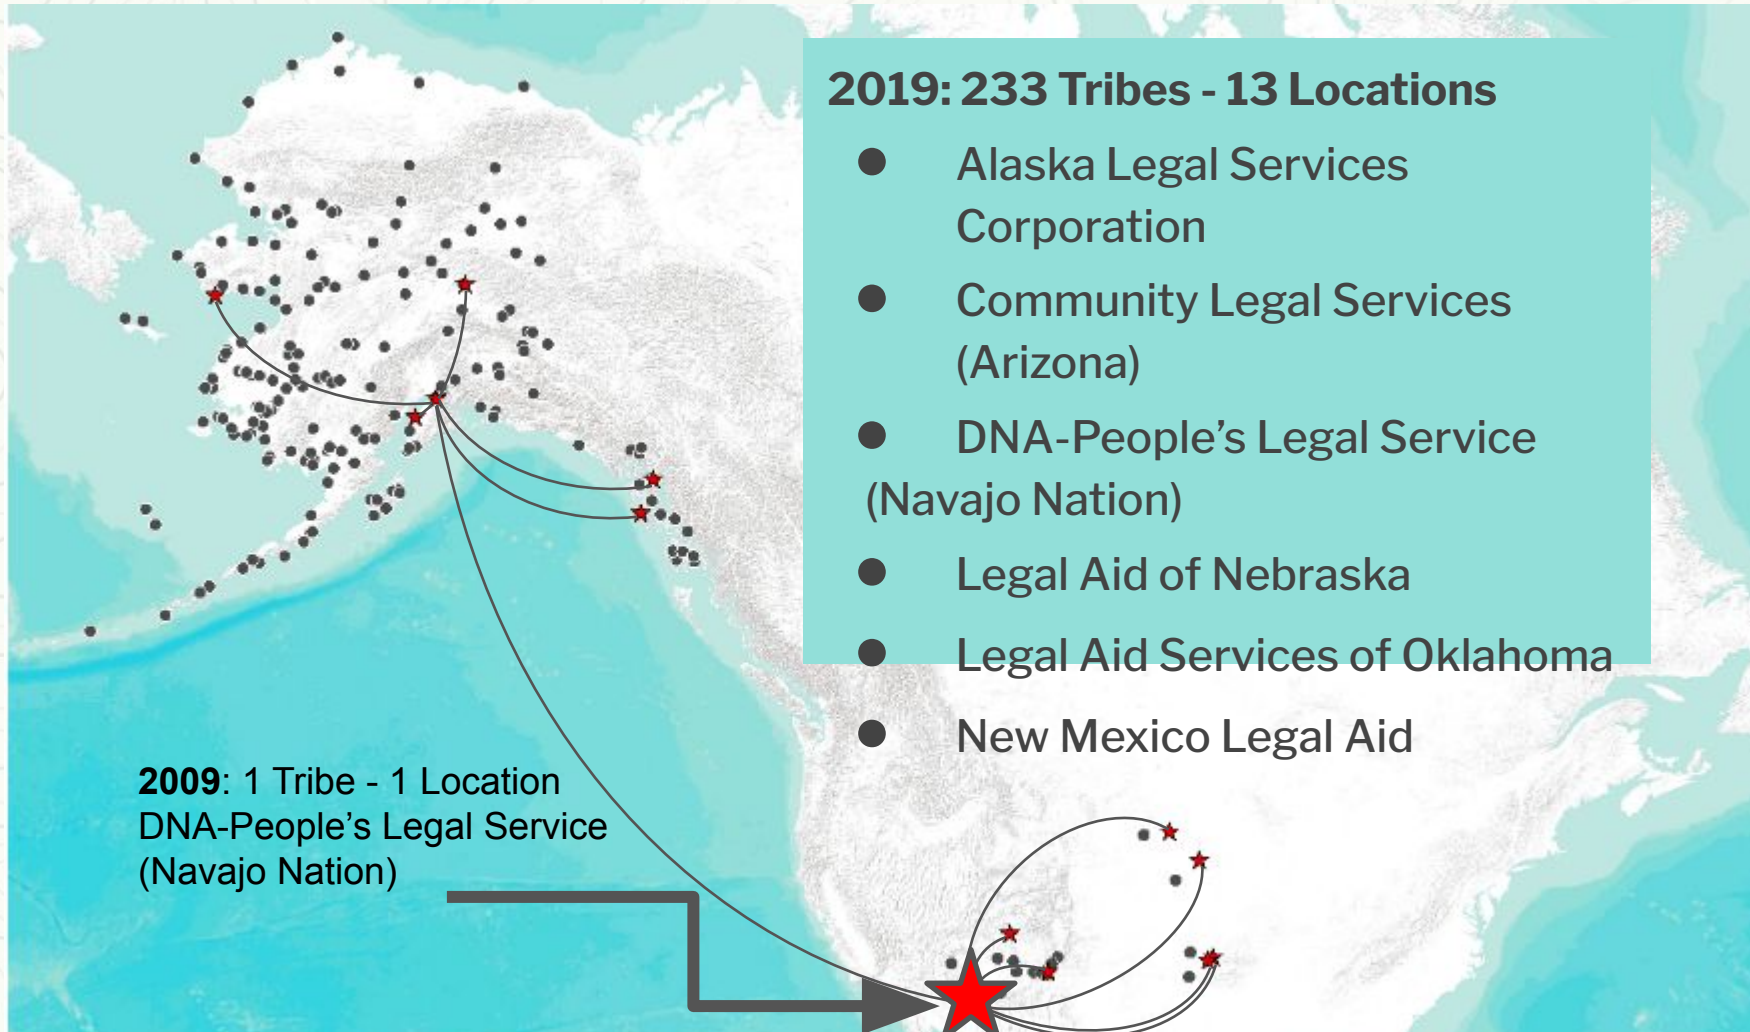 2019: 233 Tribes - 13 Locations
● Alaska Legal Services
Corporation
● Community Legal Services
(Arizona)
● DNA-People’s Legal Service
(Navajo Nation)
● Legal Aid of Nebraska
● Legal Aid Services of Oklahoma
● New Mexico Legal Aid
2009: 1 Tribe - 1 Location
DNA-People’s Legal Service
(Navajo Nation)